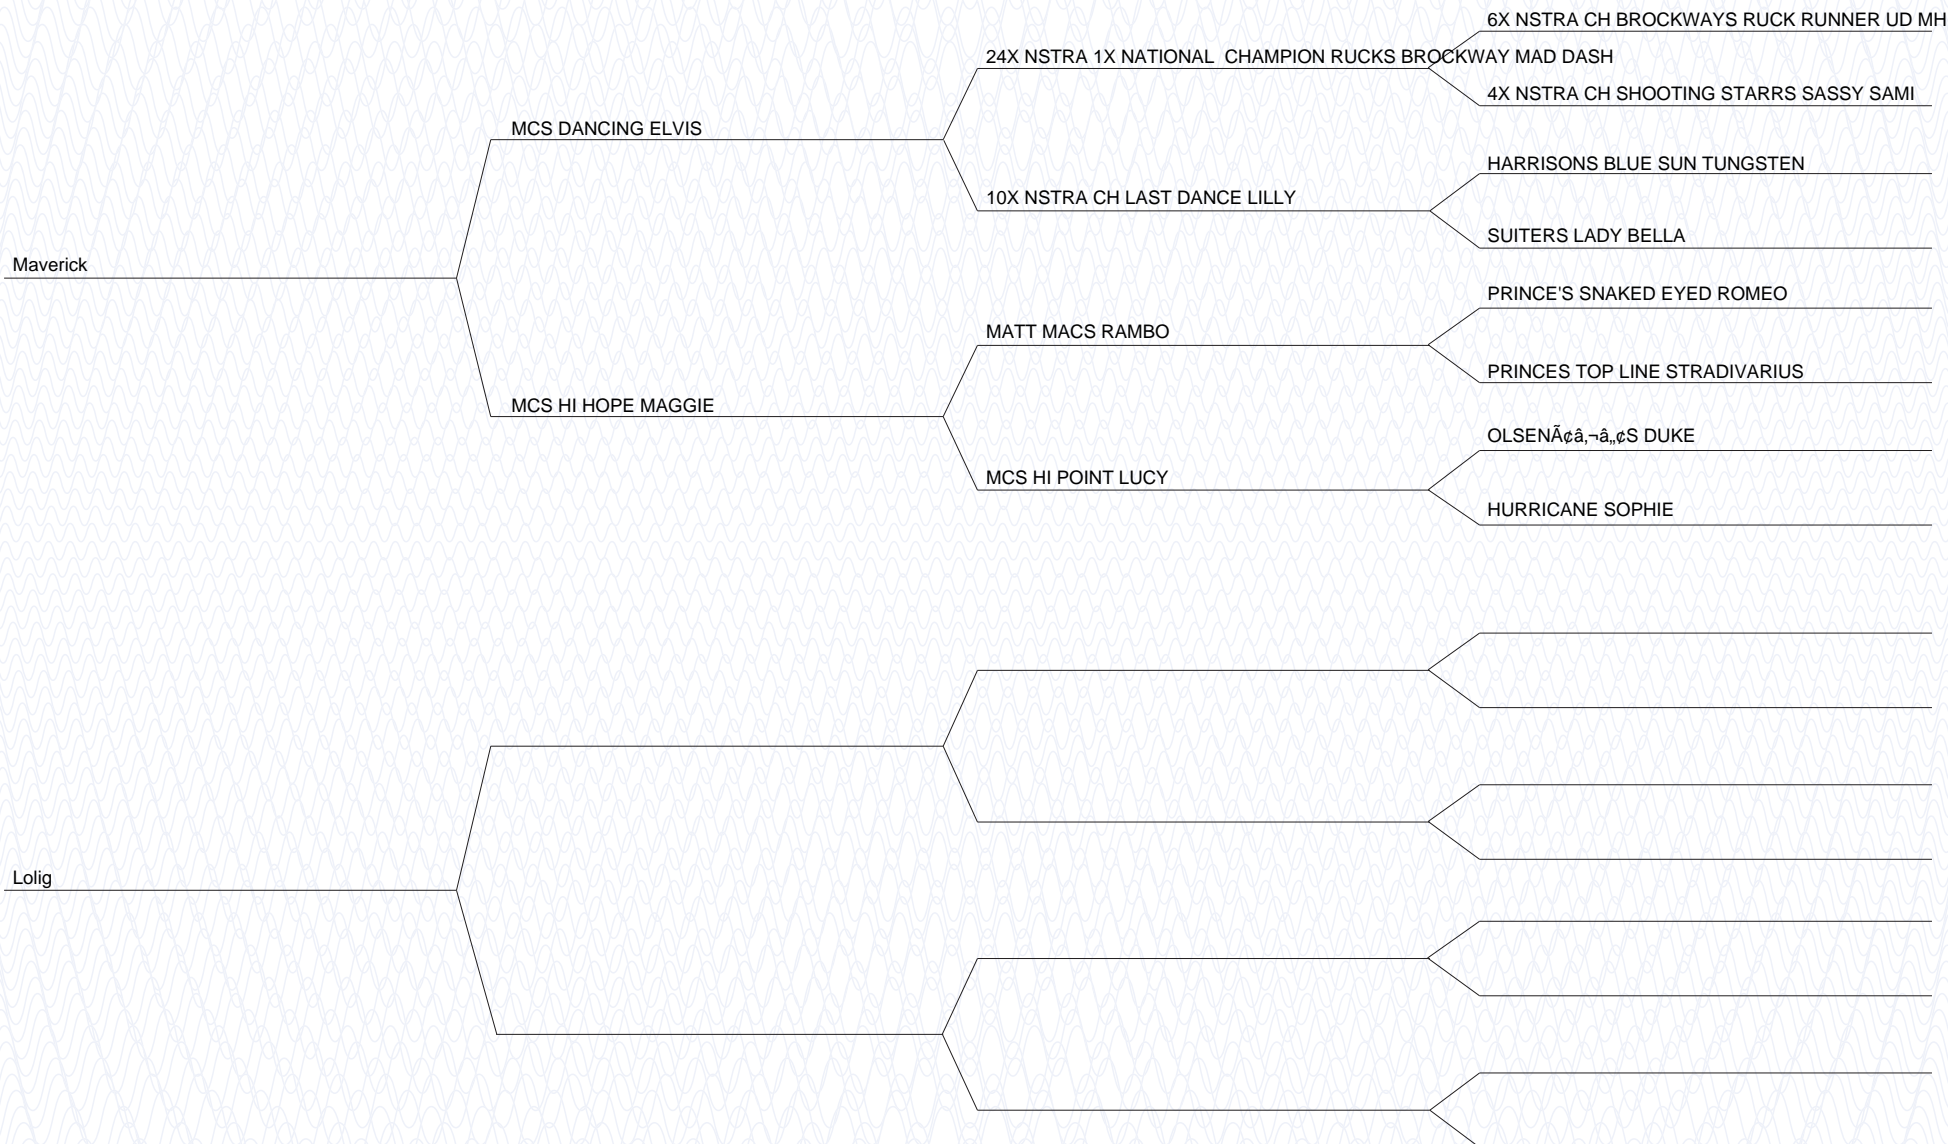 6X NSTRA CH BROCKWAYS RUCK RUNNER UD MH
24X NSTRA 1X NATIONAL  CHAMPION RUCKS BROCKWAY MAD DASH
4X NSTRA CH SHOOTING STARRS SASSY SAMI
MCS DANCING ELVIS
HARRISONS BLUE SUN TUNGSTEN
10X NSTRA CH LAST DANCE LILLY
SUITERS LADY BELLA
Maverick
PRINCE'S SNAKED EYED ROMEO
MATT MACS RAMBO
PRINCES TOP LINE STRADIVARIUS
MCS HI HOPE MAGGIE
OLSENÃ¢â‚¬â„¢S DUKE
MCS HI POINT LUCY
HURRICANE SOPHIE
Lolig